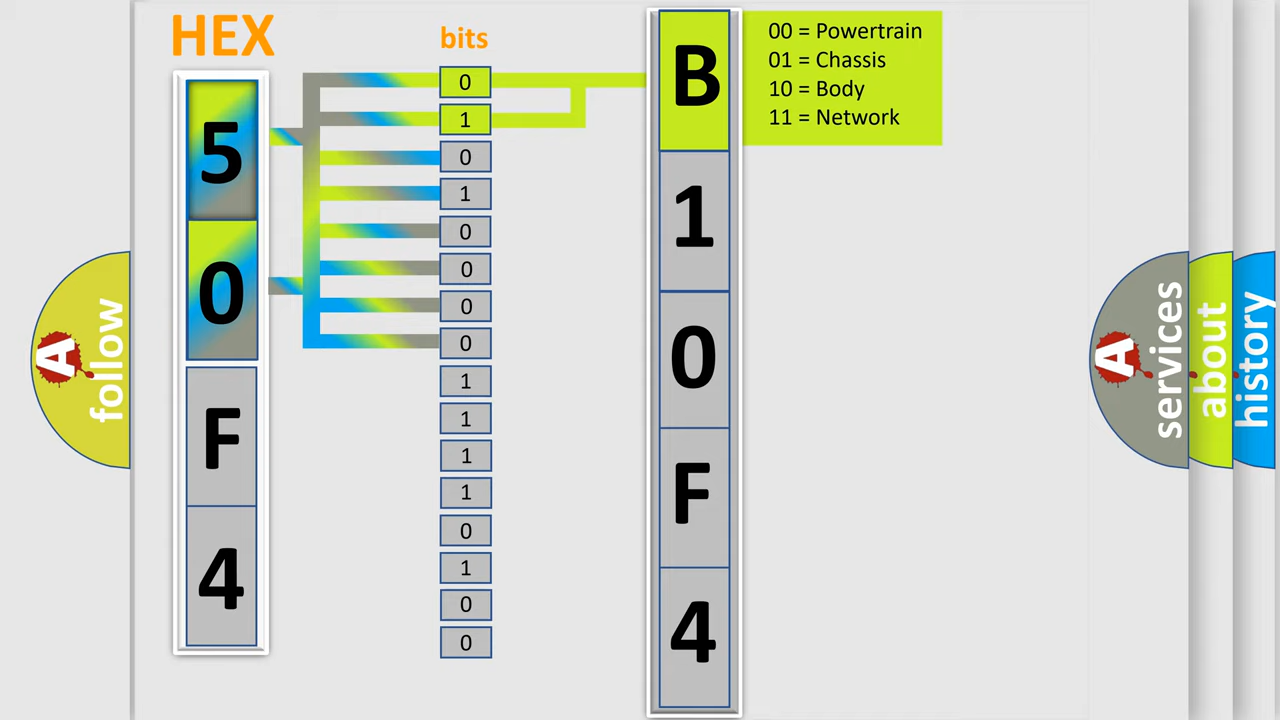 HEX
bits
5
0
F
4
0
1
0
1
0
0
0
0
1
1
1
1
0
1
0
0
B
1
0
F
4
00 = Powertrain
01 = Chassis
10 = Body
11 = Network
A
follow
A
services
about
history